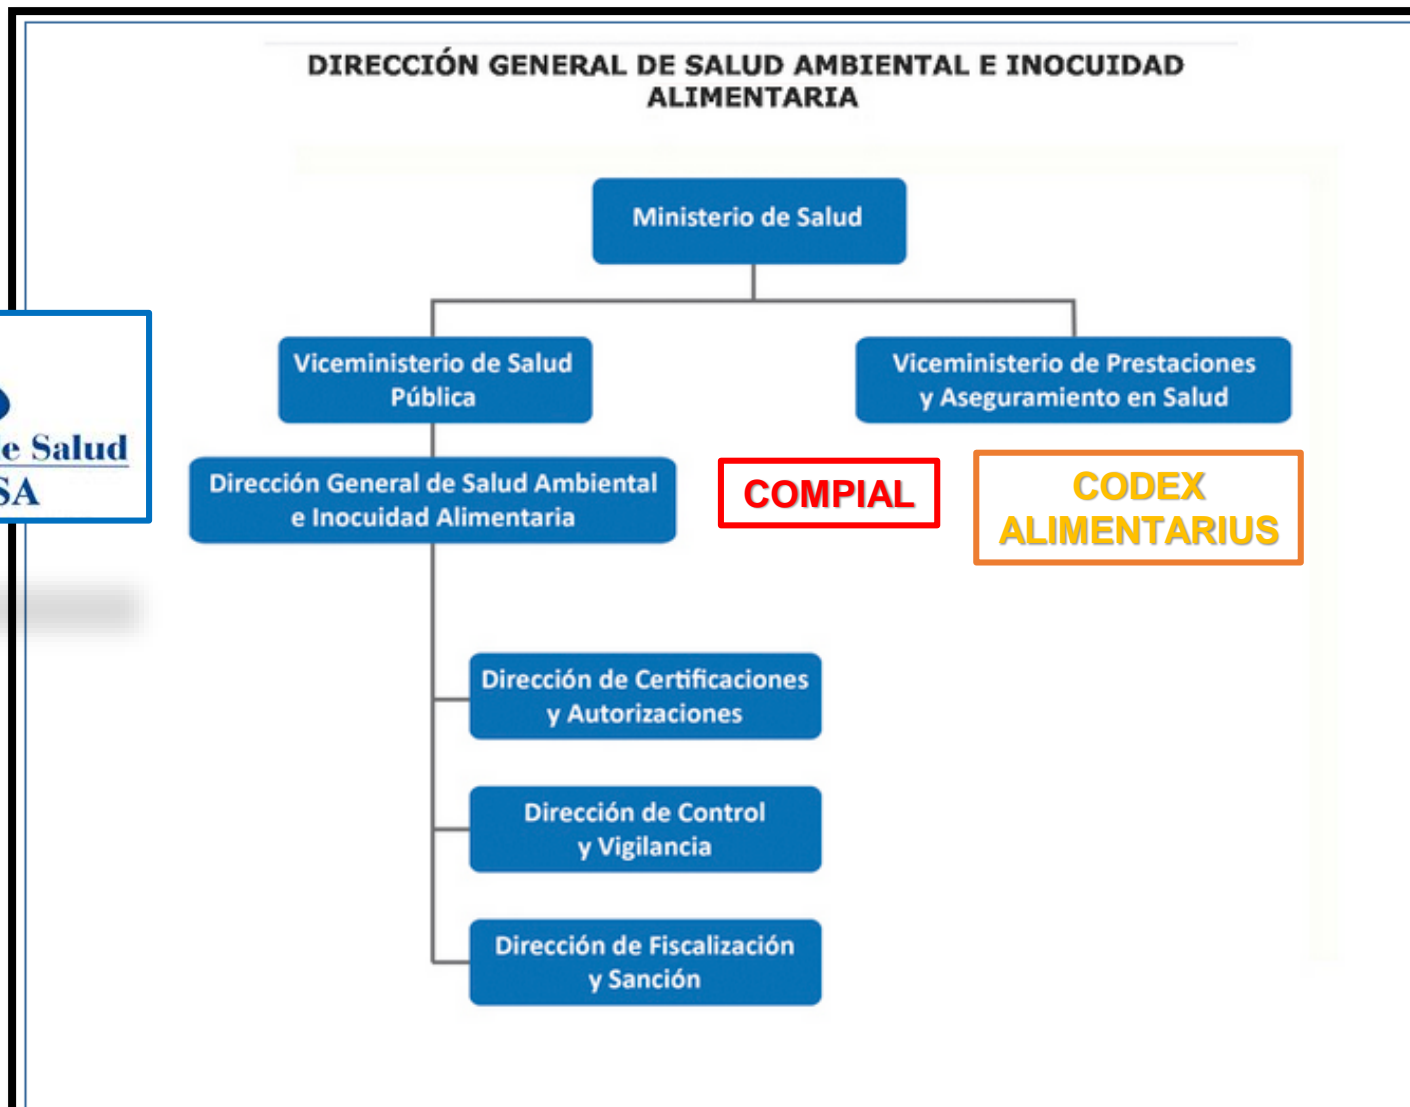 DIRECCIÓN GENERAL DE SALUD AMBIENTAL E INOCUIDAD
ALIMENTARIA
Ministerio de Salud
Viceministerio de Salud
Pública
Viceministerio de Prestaciones
y Aseguramiento en Salud
e Salud
SA
Dirección General de Salud Ambiental
e Inocuidad Alimentaria
COMPIAL
CODEX
ALIMENTARIUS
Dirección de Certificaciones
y Autorizaciones
Dirección de Control
y Vigilancia
Dirección de Fiscalización
y Sanción